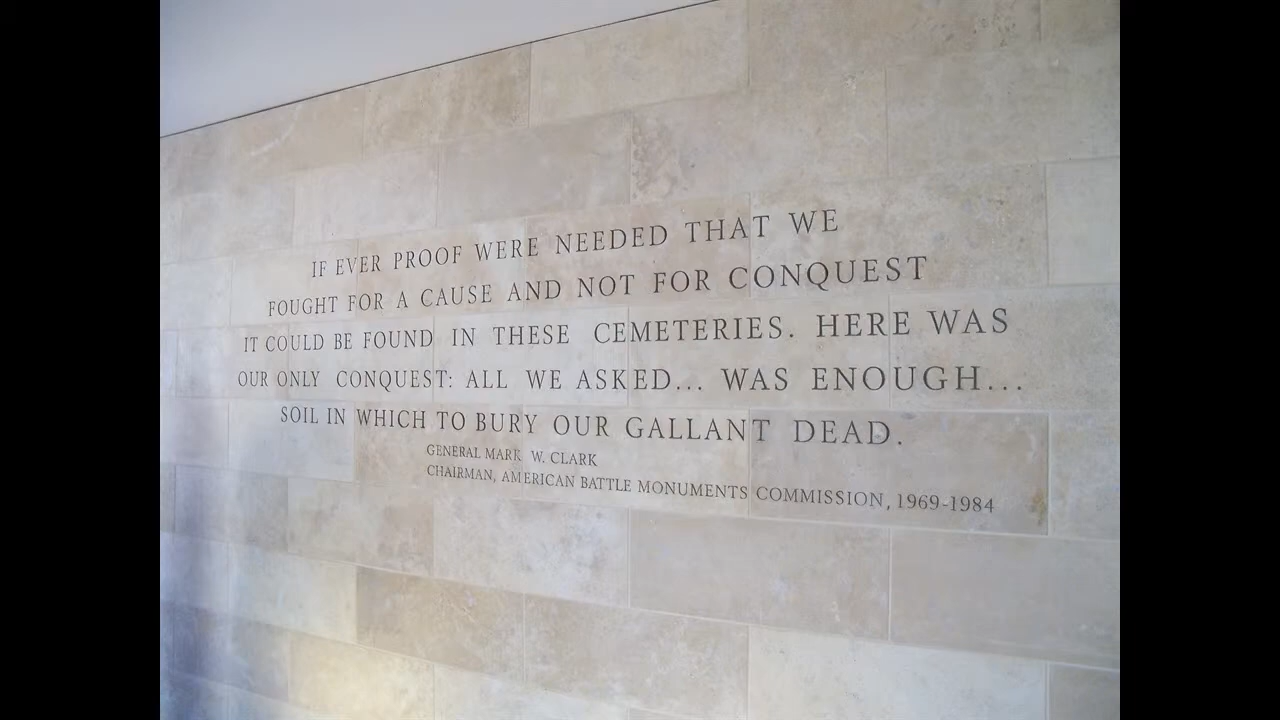 IF EVER PROOF WERE NEEDED THAT WE
FOUGHT FOR A CAUSE AND NOT FOR CONQUEST
IT COULD BE FOUND IN THESE CEMETERIES. HERE WAS
OUR ONLY CONQUEST: ALL WE ASKED... WAS ENOUGH...
SOIL IN WHICH TO BURY OUR GALLANT DEAD.
GENERAL MARK W. CLARK
CHAIRMAN, AMERICAN BATTLE MONUMENTS COMMISSION, 1969-1984